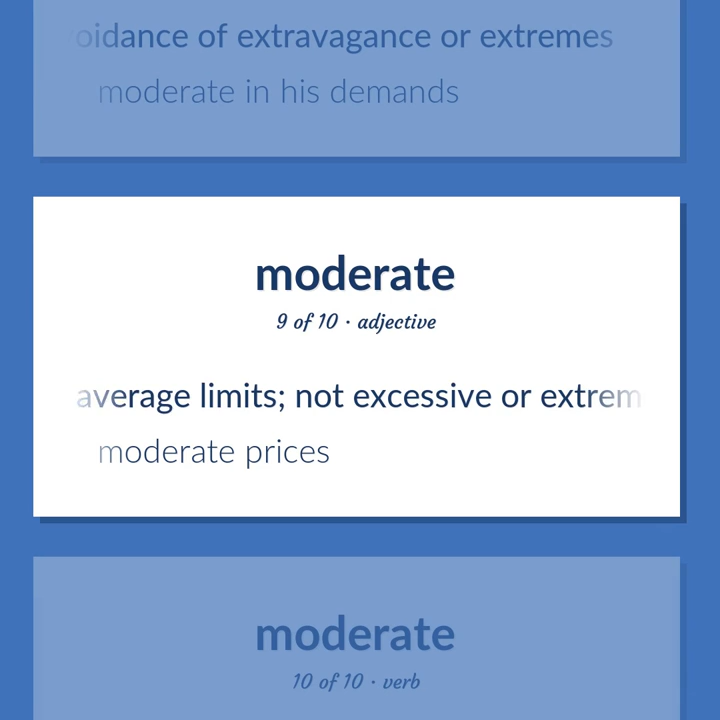 oidance of extravagance or extremes
moderate in his demands
moderate
9 of 10 · adjective
average limits; not excessive or extrem
moderate prices
moderate
10 of 10 · verb